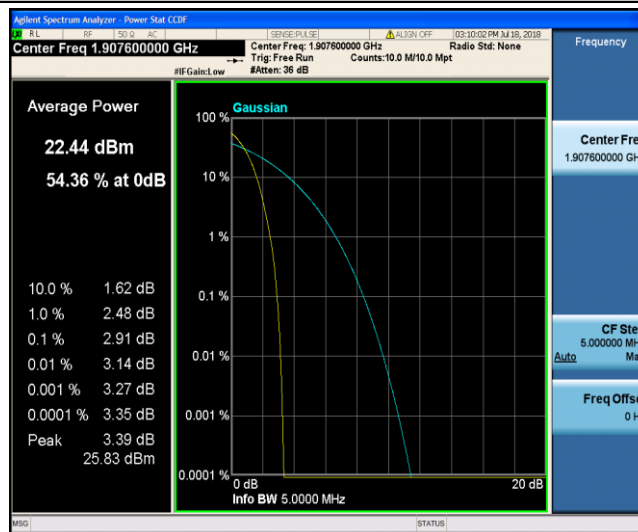 Agilent Spectrum Analyzer - Power Stat CCDF
RL RF 50 Ω AC SENSE:PULSE ALIGN OFF 03:10:02 PM Jul 18, 2018
Center Freq 1.907600000 GHz
Center Freq: 1.907600000 GHz Radio Std: None
Trig: Free Run Counts:10.0 M/10.0 Mpt
#IFGain:Low #Atten: 36 dB
Frequency
Average Power
22.44 dBm
54.36 % at 0dB
10.0 % 1.62 dB
1.0 % 2.48 dB
0.1 % 2.91 dB
0.01 % 3.14 dB
0.001 % 3.27 dB
0.0001 % 3.35 dB
Peak 3.39 dB
25.83 dBm
Gaussian
100 %
10 %
1 %
0.1 %
0.01 %
0.001 %
0.0001 %
0 dB 20 dB
Info BW 5.0000 MHz
Center Fre
1.907600000 GH
CF Ste
5.000000 MH
Auto Ma
Freq Offse
0 H
MSG STATUS